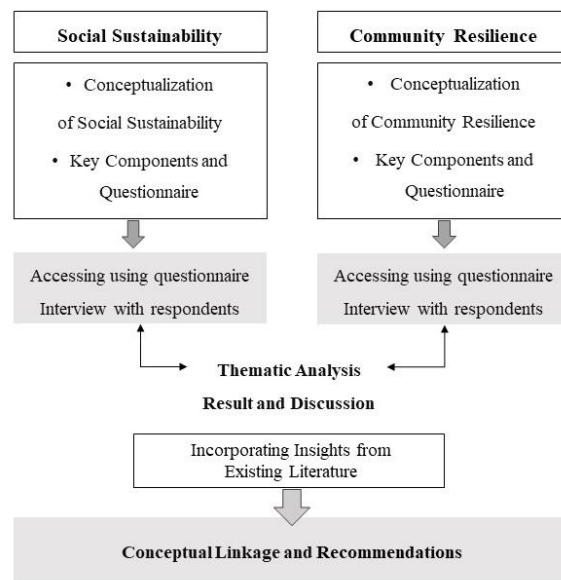 Social Sustainability
• Conceptualization
of Social Sustainability
• Key Components and
Questionnaire
Accessing using questionnaire
Interview with respondents
Community Resilience
• Conceptualization
of Community Resilience
• Key Components and
Questionnaire
Accessing using questionnaire
Interview with respondents
Thematic Analysis
Result and Discussion
Incorporating Insights from
Existing Literature
Conceptual Linkage and Recommendations